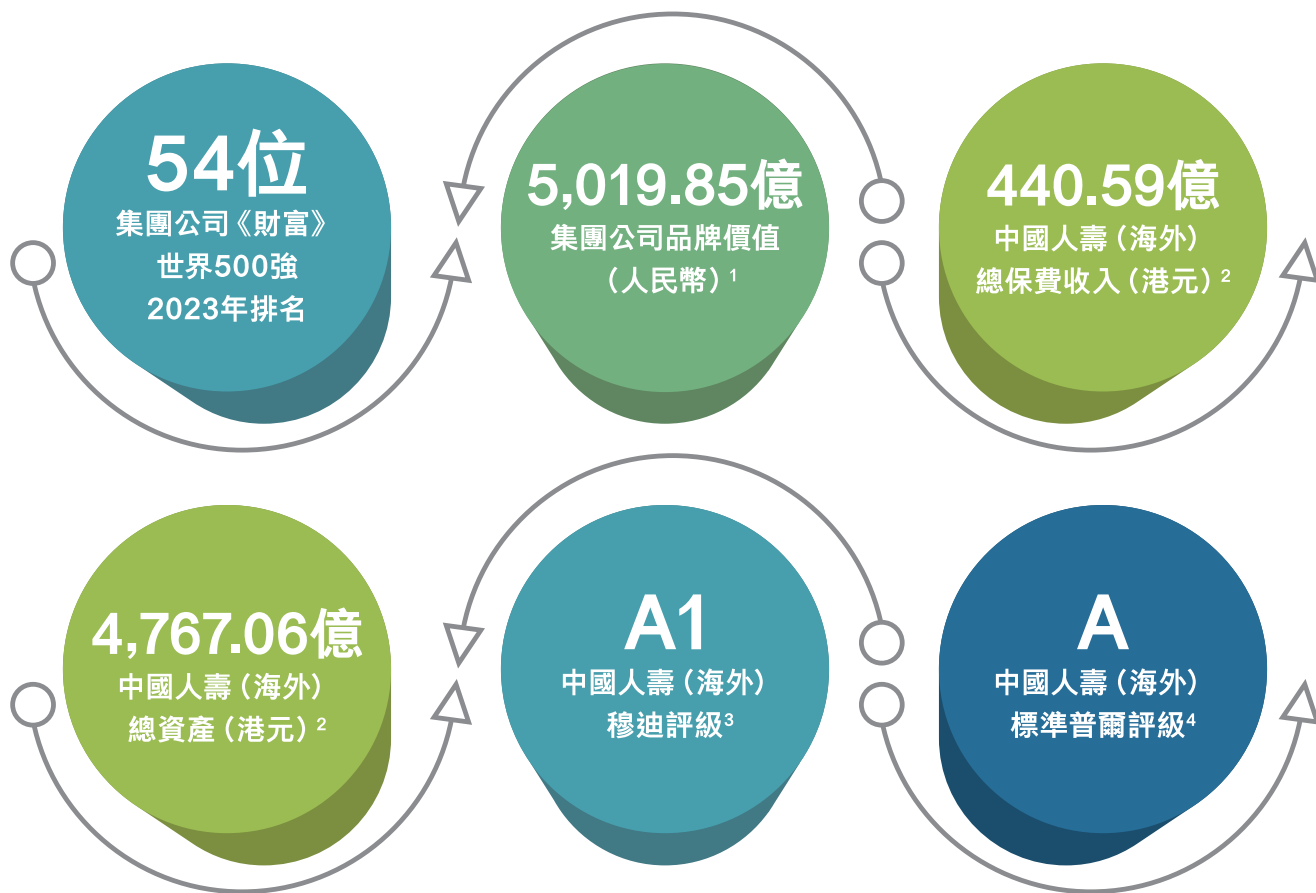 54位
集團公司《財富》
世界500強
2023年排名
5,019.85億
集團公司品牌價值
（人民幣）1
440.59億
中國人壽（海外）
總保費收入（港元）2
4,767.06億
中國人壽（海外）
總資產（港元）2
A1
中國人壽（海外）
穆迪評級3
A
中國人壽（海外）
標準普爾評級4